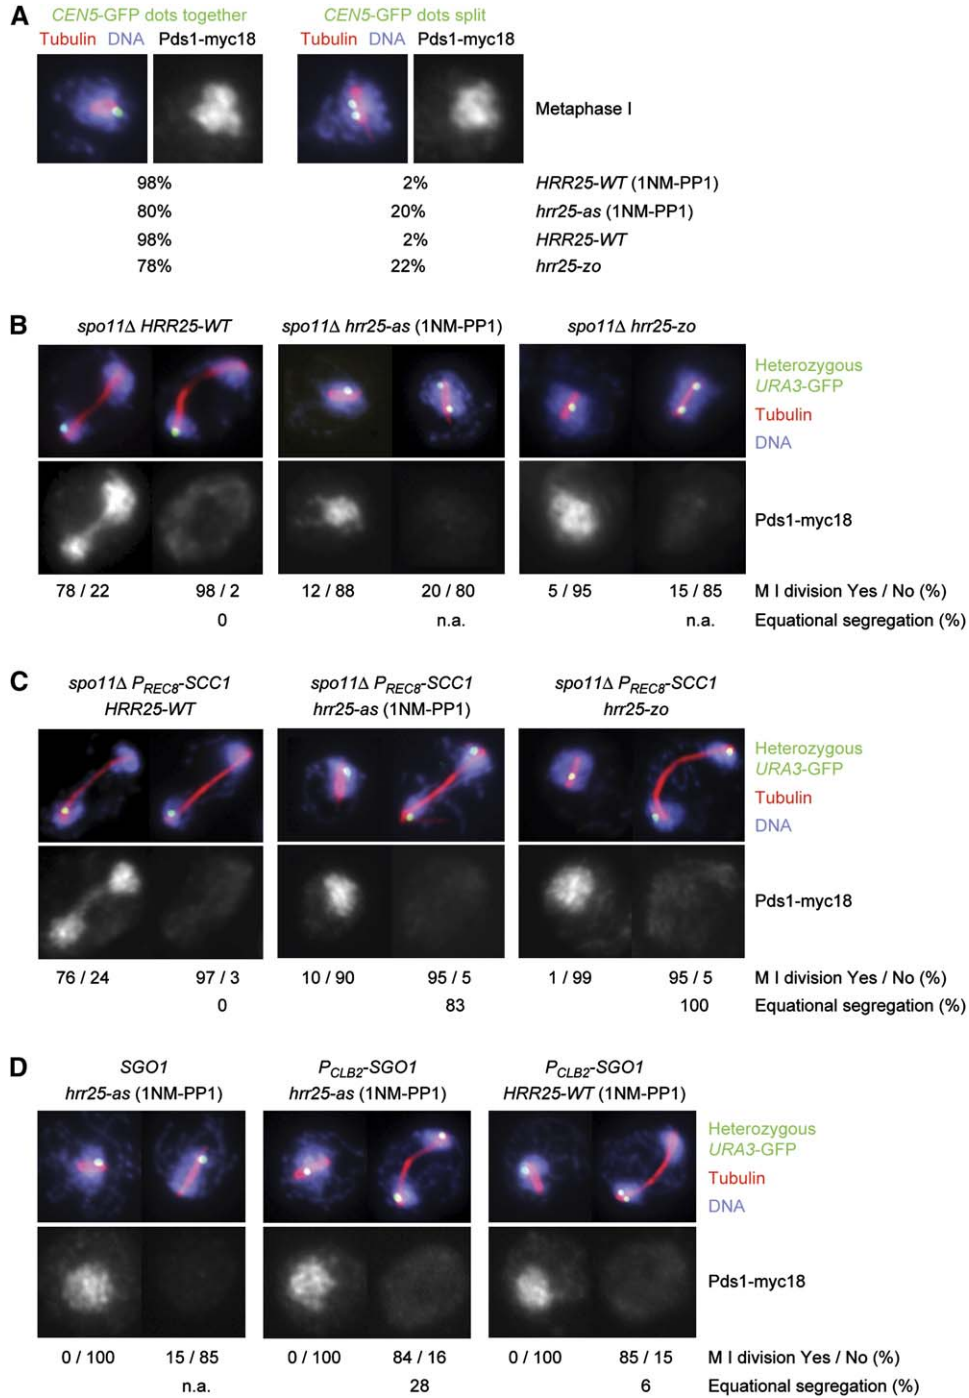 A
CEN5-GFP dots together
CEN5-GFP dots split
Tubulin DNA Pds1-myc18
Tubulin DNA Pds1-myc18
Metaphase I
98% 2% HRR25-WT (1NM-PP1)
80% 20% hrr25-as (1NM-PP1)
98% 2% HRR25-WT
78% 22% hrr25-zo
B
spo11Δ HRR25-WT
spo11Δ hrr25-as (1NM-PP1)
spo11Δ hrr25-zo
Heterozygous
URA3-GFP
Tubulin
DNA
Pds1-myc18
78 / 22 98 / 2 12 / 88 20 / 80 5 / 95 15 / 85 M I division Yes / No (%)
0 n.a. n.a. Equational segregation (%)
C
spo11Δ PREC8-SCC1
HRR25-WT
spo11Δ PREC8-SCC1
hrr25-as (1NM-PP1)
spo11Δ PREC8-SCC1
hrr25-zo
Heterozygous
URA3-GFP
Tubulin
DNA
Pds1-myc18
76 / 24 97 / 3 10 / 90 95 / 5 1 / 99 95 / 5 M I division Yes / No (%)
0 83 100 Equational segregation (%)
D
SGO1
hrr25-as (1NM-PP1)
PCLB2-SGO1
hrr25-as (1NM-PP1)
PCLB2-SGO1
HRR25-WT (1NM-PP1)
Heterozygous
URA3-GFP
Tubulin
DNA
Pds1-myc18
0 / 100 15 / 85 0 / 100 84 / 16 0 / 100 85 / 15 M I division Yes / No (%)
n.a. 28 6 Equational segregation (%)